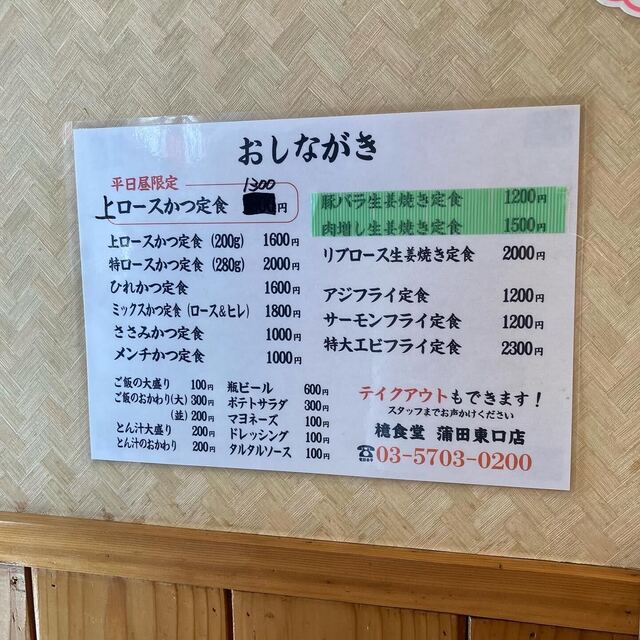 おしながき
平日昼限定
1300
上ロースかつ定食 円
上ロースかつ定食 (200g) 1600円
特ロースかつ定食 (280g) 2000円
ひれかつ定食 1600円
ミックスかつ定食 (ロース&ヒレ) 1800円
ささみかつ定食 1000円
メンチかつ定食 1000円
豚バラ生姜焼き定食 1200円
肉増し生姜焼き定食 1500円
リブロース生姜焼き定食 2000円
アジフライ定食 1200円
サーモンフライ定食 1200円
特大エビフライ定食 2300円
ご飯の大盛り 100円
ご飯のおかわり(大) 300円
(並) 200円
とん汁大盛り 200円
とん汁のおかわり 200円
瓶ビール 600円
ポテトサラダ 300円
マヨネーズ 100円
ドレッシング 100円
タルタルソース 100円
テイクアウトもできます!
スタッフまでお声かけください
檍食堂 蒲田東口店
☎03-5703-0200